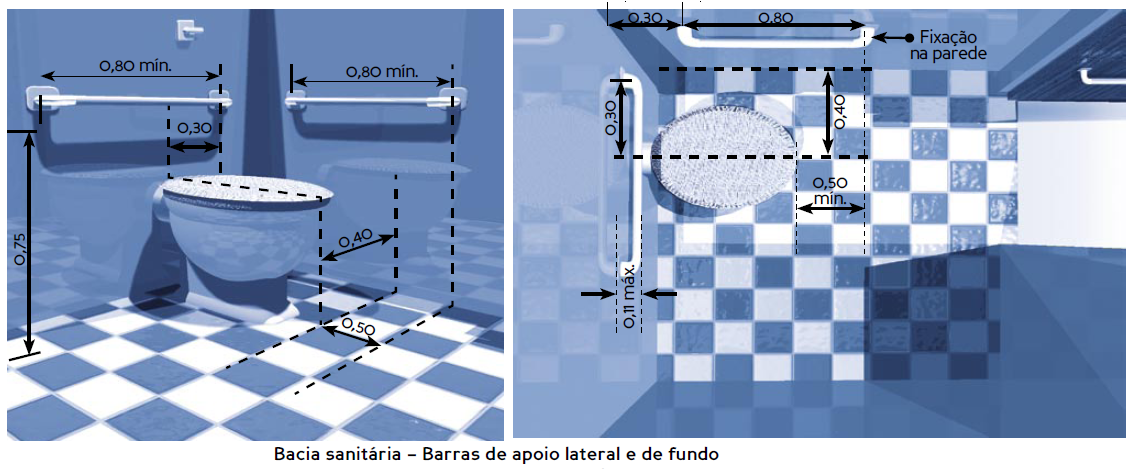 0,80 mín.
0,80 mín.
0,30
0,75
0,40
0,50
0,30
0,80
Fixação
na parede
0,30
0,40
0,50
mín.
0,11 máx.
Bacia sanitária – Barras de apoio lateral e de fundo